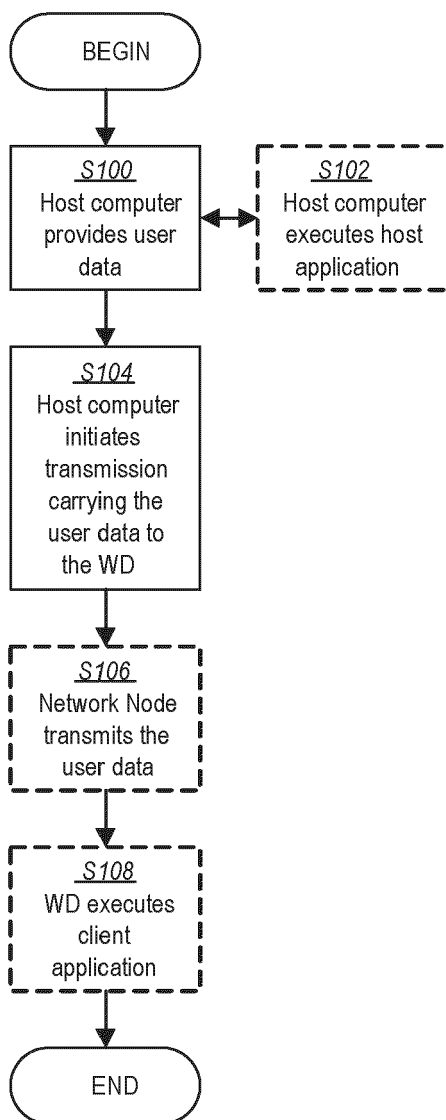 BEGIN
S100
Host computer
provides user
data
S102
Host computer
executes host
application
S104
Host computer
initiates
transmission
carrying the
user data to
the WD
S106
Network Node
transmits the
user data
S108
WD executes
client
application
END